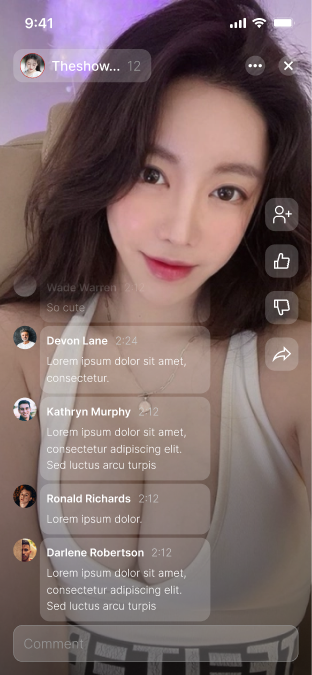 9:41
Theshow... 12
Wade Warren 2:12
So cute
Devon Lane 2:24
Lorem ipsum dolor sit amet,
consectetur.
Kathryn Murphy 2:12
Lorem ipsum dolor sit amet,
consectetur adipiscing elit.
Sed luctus arcu turpis
Ronald Richards 2:12
Lorem ipsum dolor.
Darlene Robertson 2:12
Lorem ipsum dolor sit amet,
consectetur adipiscing elit.
Sed luctus arcu turpis
Comment